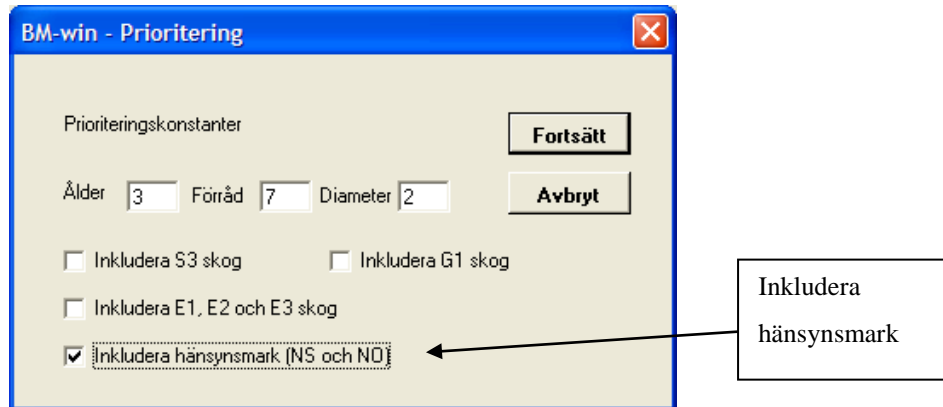 BM-win - Prioritering
Prioriteringskonstanter
Fortsätt
Ålder 3 Förråd 7 Diameter 2
Avbryt
Inkludera S3 skog Inkludera G1 skog
Inkludera E1, E2 och E3 skog
Inkludera hänsynsmark (NS och NO)
Inkludera
hänsynsmark